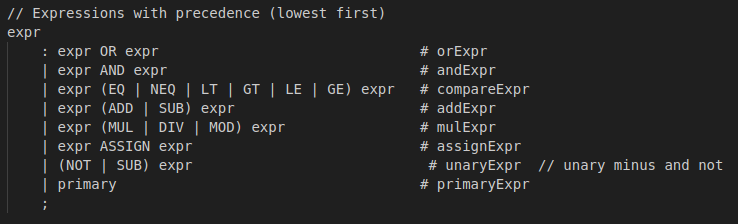 // Expressions with precedence (lowest first)
expr
    : expr OR expr                               # orExpr
    | expr AND expr                              # andExpr
    | expr (EQ | NEQ | LT | GT | LE | GE) expr   # compareExpr
    | expr (ADD | SUB) expr                      # addExpr
    | expr (MUL | DIV | MOD) expr                # mulExpr
    | expr ASSIGN expr                           # assignExpr
    | (NOT | SUB) expr                            # unaryExpr  // unary minus and not
    | primary                                    # primaryExpr
    ;